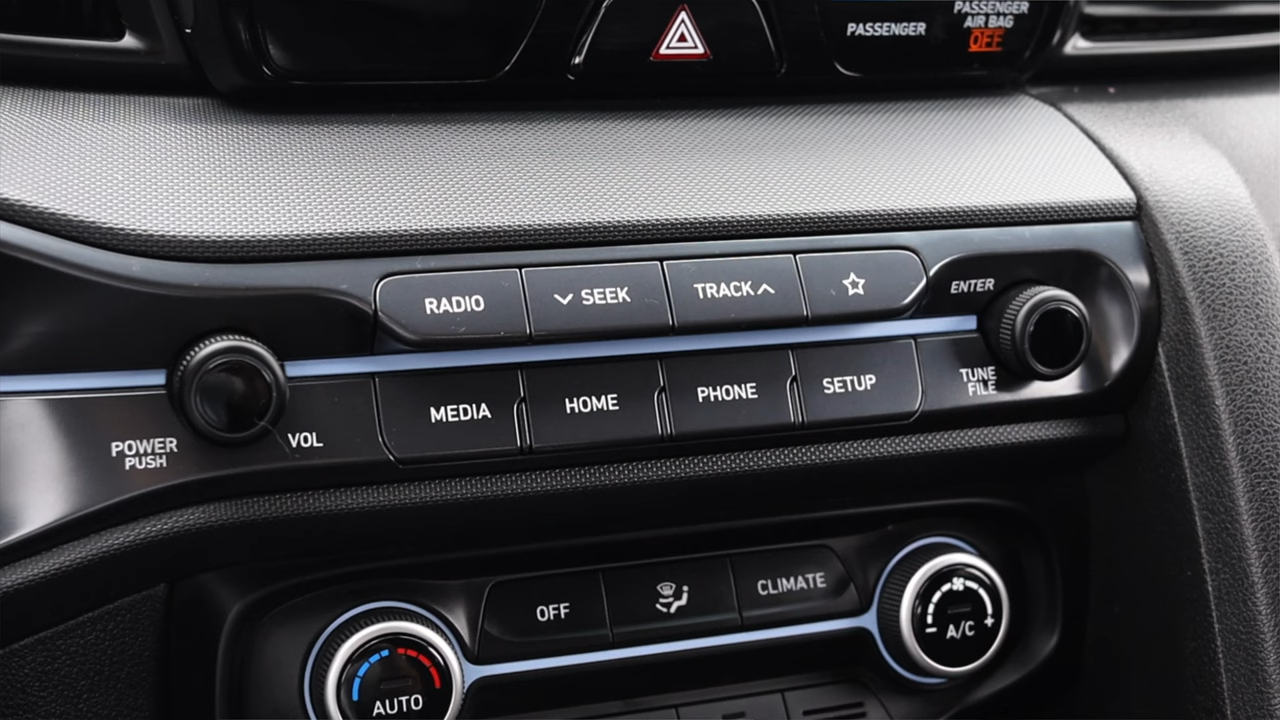 PASSENGER
PASSENGER
AIR BAG
OFF
RADIO
SEEK
TRACK
ENTER
MEDIA
HOME
PHONE
SETUP
TUNE
FILE
POWER
PUSH
VOL
OFF
CLIMATE
A/C
AUTO